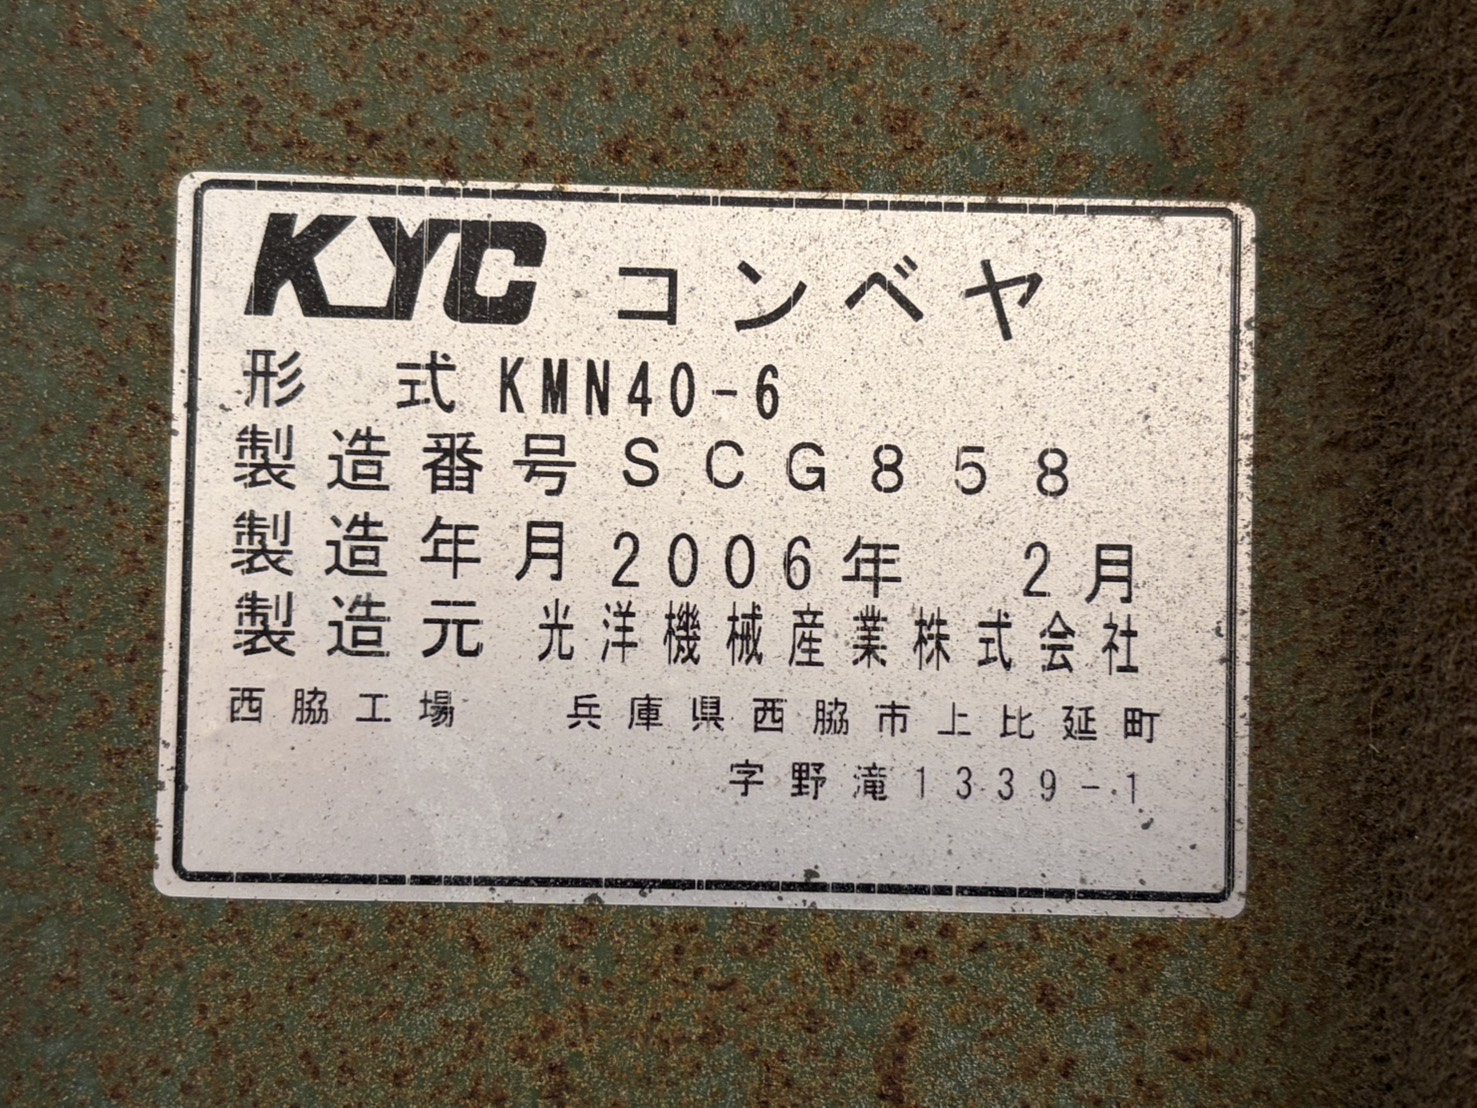 KYC コンベヤ
形式 KMN40-6
製造番号 SCG858
製造年月 2006年 2月
製造元 光洋機械産業株式会社
西脇工場 兵庫県西脇市上比延町
字野滝1339-1